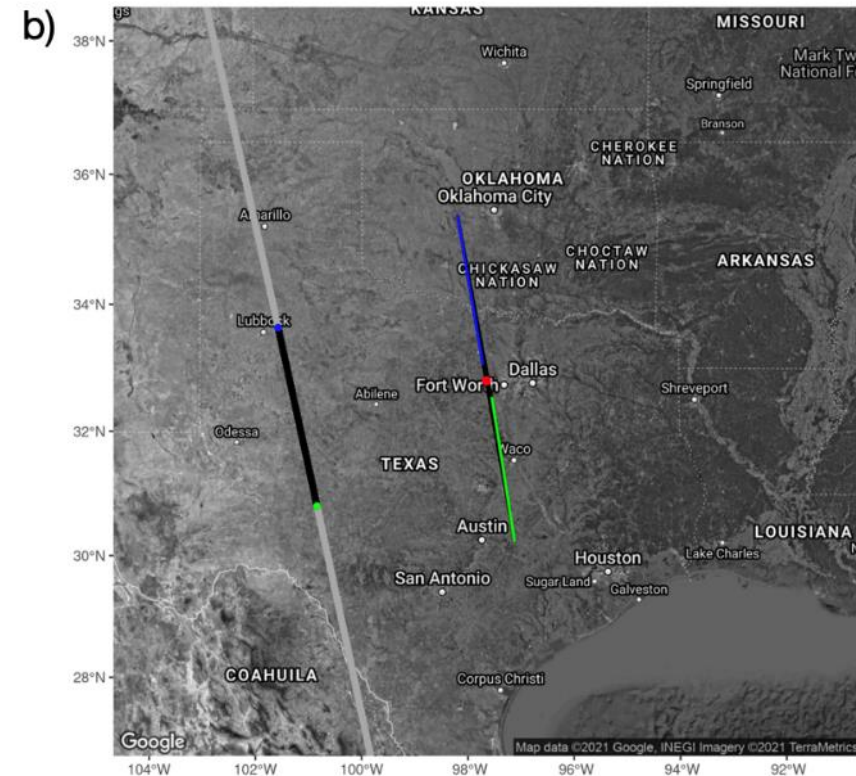 b)
gs
KANSAS
MISSOURI
38°N
Wichita
Mark Tw
National F
Springfield
Branson
CHEROKEE
NATION
36°N
OKLAHOMA
Oklahoma City
Amarillo
CHOCTAW
NATION
ARKANSAS
CHICKASAW
NATION
34°N
Lubbock
Dallas
Fort Worth
Abilene
Shreveport
32°N
Odessa
Waco
TEXAS
Austin
LOUISIANA
30°N
Houston
Lake Charles
San Antonio
Sugar Land
Galveston
28°N
COAHUILA
Corpus Christi
Google
Map data ©2021 Google, INEGI Imagery ©2021 TerraMetrics
104°W 102°W 100°W 98°W 96°W 94°W 92°W